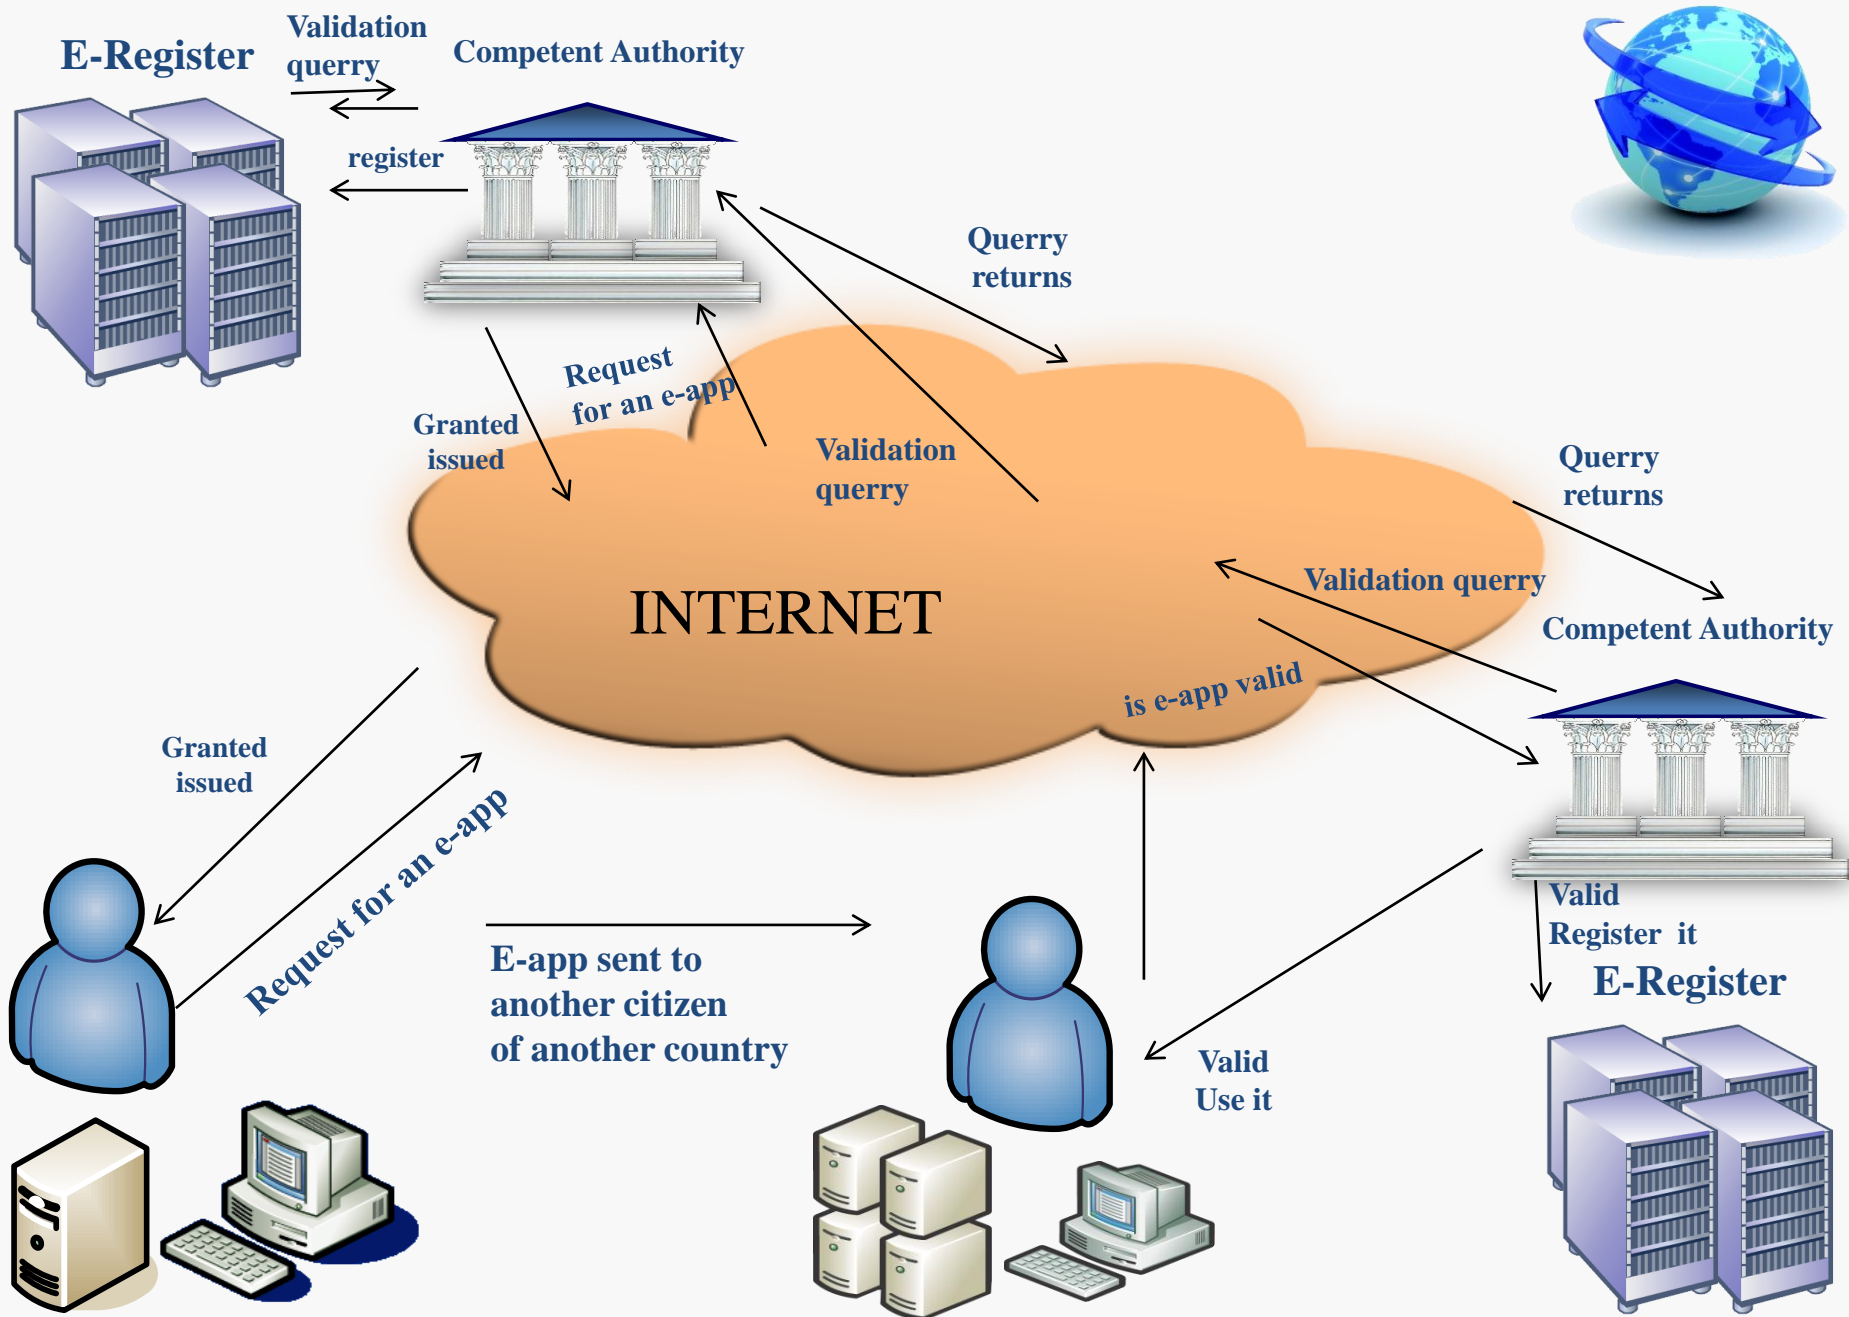 Validation
querry
E-Register
Competent Authority
register
Querry
returns
Request
for an e-app
Granted
issued
Validation
querry
Querry
returns
INTERNET
Validation querry
Competent Authority
is e-app valid
Granted
issued
Request for an e-app
Valid
Register it
E-app sent to
another citizen
of another country
E-Register
Valid
Use it